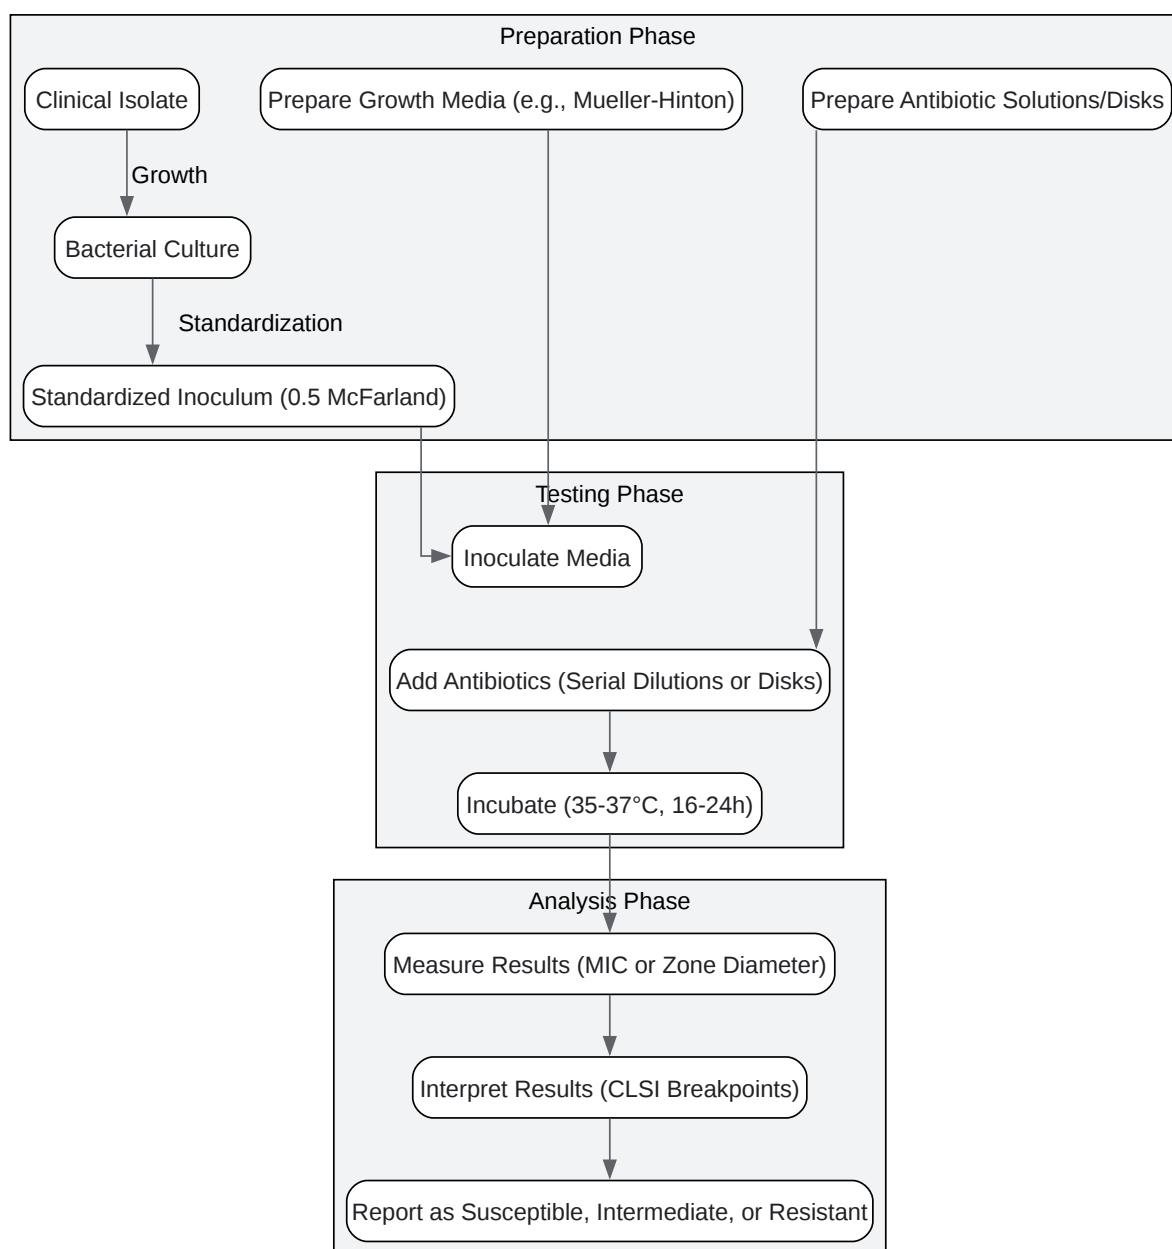 Preparation Phase
Clinical Isolate
Prepare Growth Media (e.g., Mueller-Hinton)
Prepare Antibiotic Solutions/Disks
Growth
Bacterial Culture
Standardization
Standardized Inoculum (0.5 McFarland)
Testing Phase
Inoculate Media
Add Antibiotics (Serial Dilutions or Disks)
Incubate (35-37°C, 16-24h)
Analysis Phase
Measure Results (MIC or Zone Diameter)
Interpret Results (CLSI Breakpoints)
Report as Susceptible, Intermediate, or Resistant